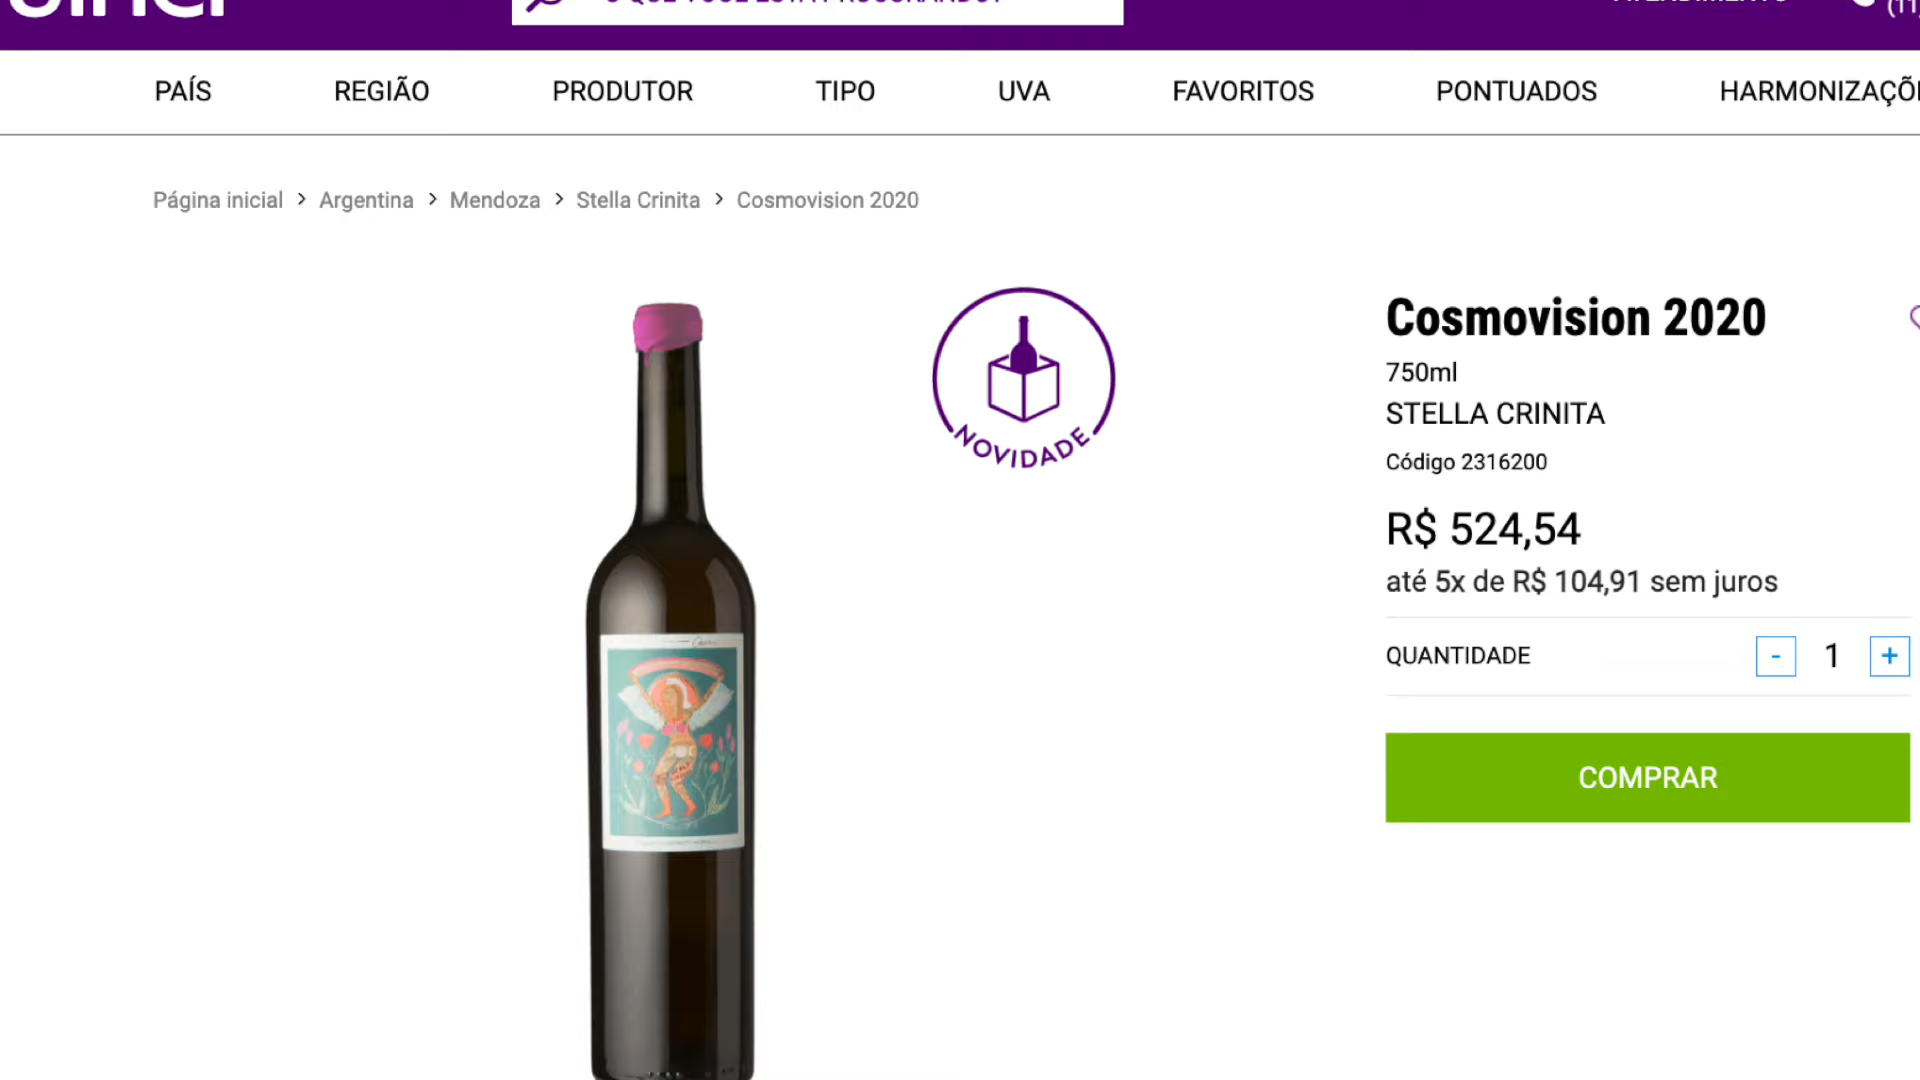 PAÍS REGIÃO PRODUTOR TIPO UVA FAVORITOS PONTUADOS
Página inicial > Argentina > Mendoza > Stella Crinita > Cosmovision 2020
NOVIDADE
Cosmovision 2020
750ml
STELLA CRINITA
Código 2316200
R$ 524,54
até 5x de R$ 104,91 sem juros
QUANTIDADE - 1 +
COMPRAR